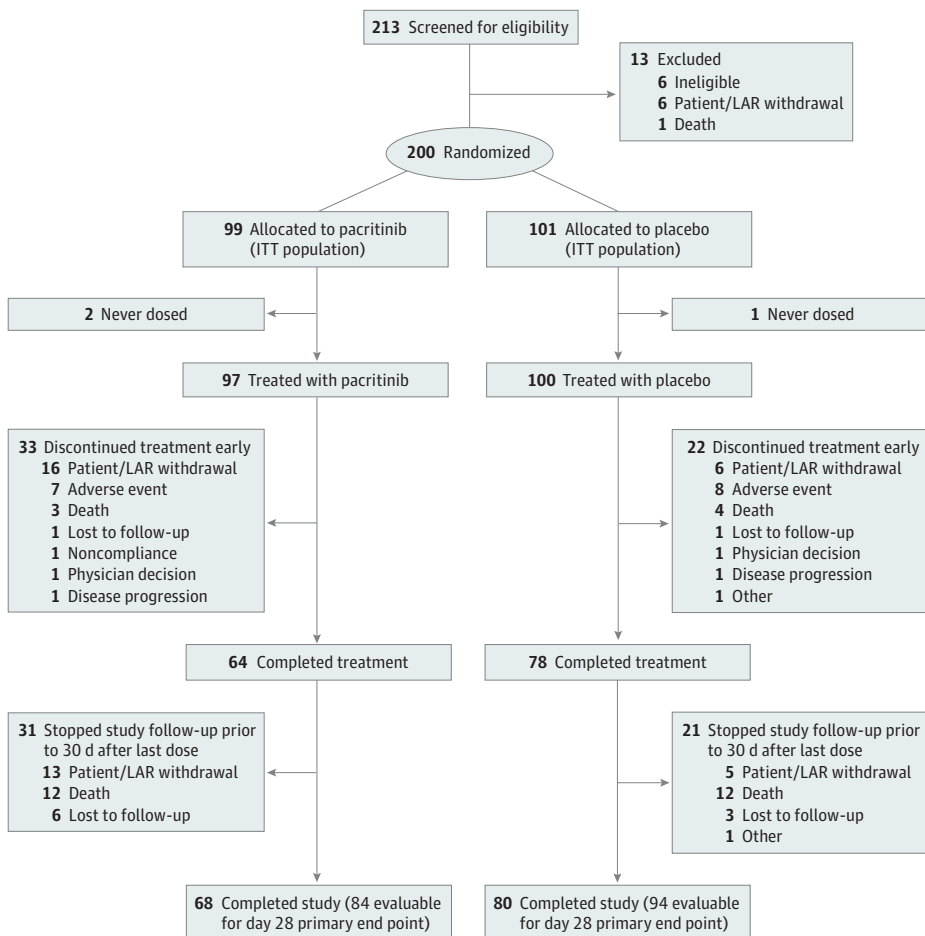 213 Screened for eligibility
13 Excluded
6 Ineligible
6 Patient/LAR withdrawal
1 Death
200 Randomized
99 Allocated to pacritinib
(ITT population)
101 Allocated to placebo
(ITT population)
2 Never dosed
1 Never dosed
97 Treated with pacritinib
100 Treated with placebo
33 Discontinued treatment early
16 Patient/LAR withdrawal
7 Adverse event
3 Death
1 Lost to follow-up
1 Noncompliance
1 Physician decision
1 Disease progression
22 Discontinued treatment early
6 Patient/LAR withdrawal
8 Adverse event
4 Death
1 Lost to follow-up
1 Physician decision
1 Disease progression
1 Other
64 Completed treatment
78 Completed treatment
31 Stopped study follow-up prior
to 30 d after last dose
13 Patient/LAR withdrawal
12 Death
6 Lost to follow-up
21 Stopped study follow-up prior
to 30 d after last dose
5 Patient/LAR withdrawal
12 Death
3 Lost to follow-up
1 Other
68 Completed study (84 evaluable
for day 28 primary end point)
80 Completed study (94 evaluable
for day 28 primary end point)